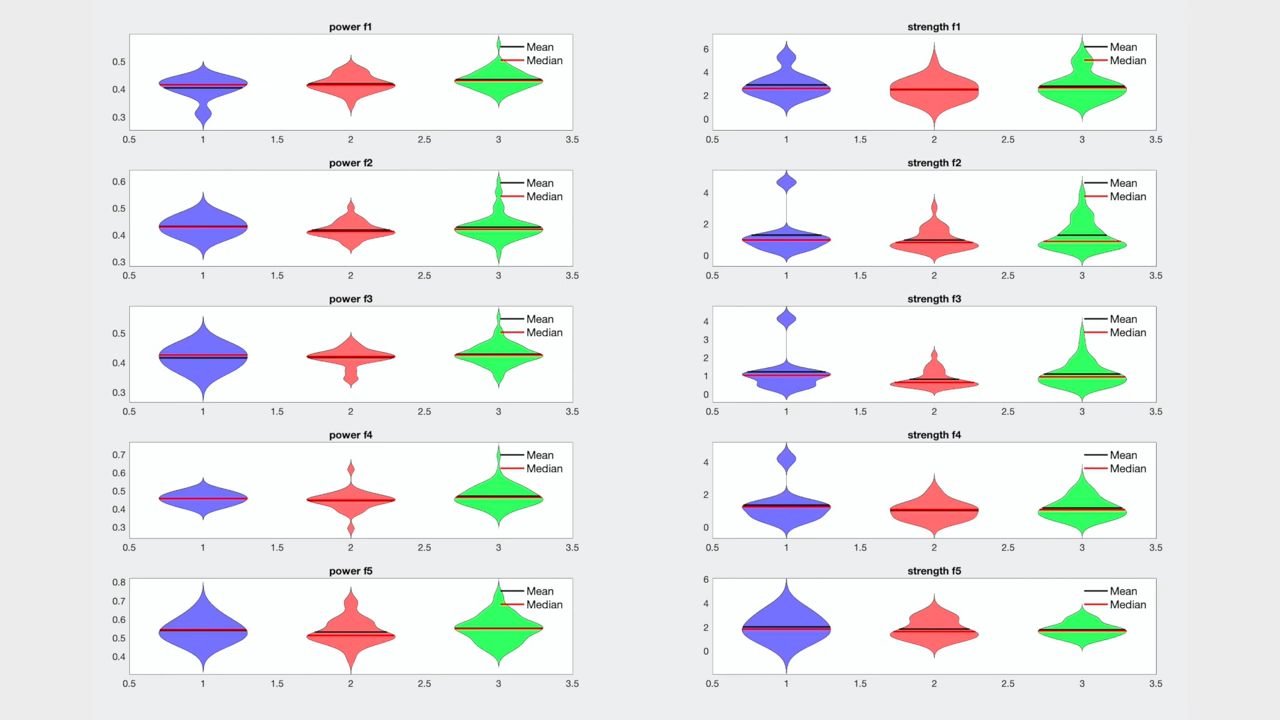 power f1
0.5
0.4
0.3
0.5 1 1.5 2 2.5 3 3.5
Mean
Median
strength f1
6
4
2
0
0.5 1 1.5 2 2.5 3 3.5
Mean
Median
power f2
0.6
0.5
0.4
0.3
0.5 1 1.5 2 2.5 3 3.5
Mean
Median
strength f2
4
2
0
0.5 1 1.5 2 2.5 3 3.5
Mean
Median
power f3
0.5
0.4
0.3
0.5 1 1.5 2 2.5 3 3.5
Mean
Median
strength f3
4
3
2
1
0
0.5 1 1.5 2 2.5 3 3.5
Mean
Median
power f4
0.7
0.6
0.5
0.4
0.3
0.5 1 1.5 2 2.5 3 3.5
Mean
Median
strength f4
4
2
0
0.5 1 1.5 2 2.5 3 3.5
Mean
Median
power f5
0.8
0.7
0.6
0.5
0.4
0.5 1 1.5 2 2.5 3 3.5
Mean
Median
strength f5
6
4
2
0
0.5 1 1.5 2 2.5 3 3.5
Mean
Median